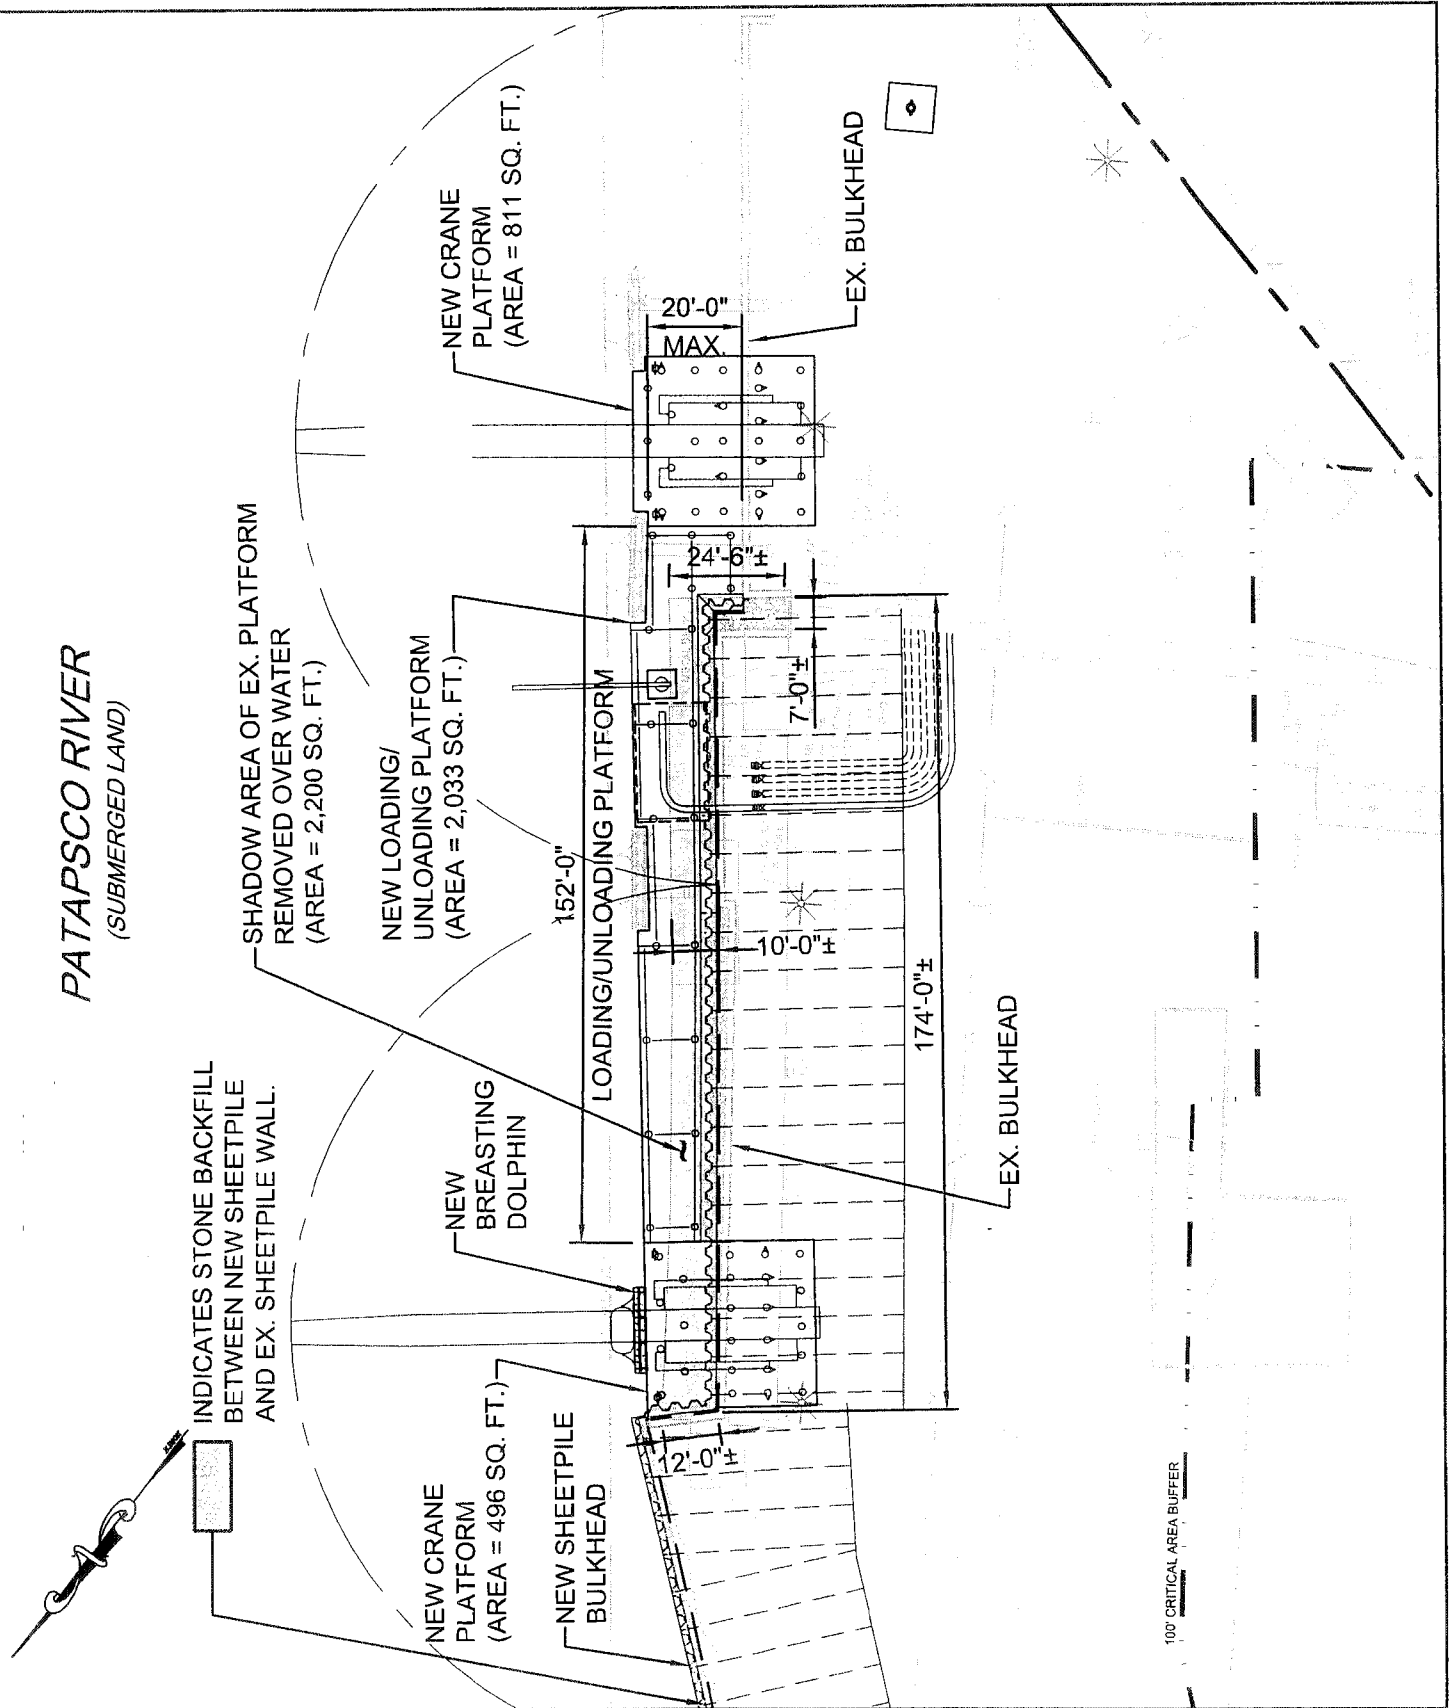 PATAPSCO RIVER
(SUBMERGED LAND)
INDICATES STONE BACKFILL
BETWEEN NEW SHEETPILE
AND EX. SHEETPILE WALL.
SHADOW AREA OF EX. PLATFORM
REMOVED OVER WATER
(AREA = 2,200 SQ. FT.)
NEW LOADING/
UNLOADING PLATFORM
(AREA = 2,033 SQ. FT.)
NEW CRANE
PLATFORM
(AREA = 811 SQ. FT.)
NEW
BREASTING
DOLPHIN
NEW CRANE
PLATFORM
(AREA = 496 SQ. FT.)
NEW SHEETPILE
BULKHEAD
152'-0"
LOADING/UNLOADING PLATFORM
20'-0"
MAX.
24'-6"±
7'-0"±
10'-0"±
12'-0"±
174'-0"±
EX. BULKHEAD
EX. BULKHEAD
100' CRITICAL AREA BUFFER